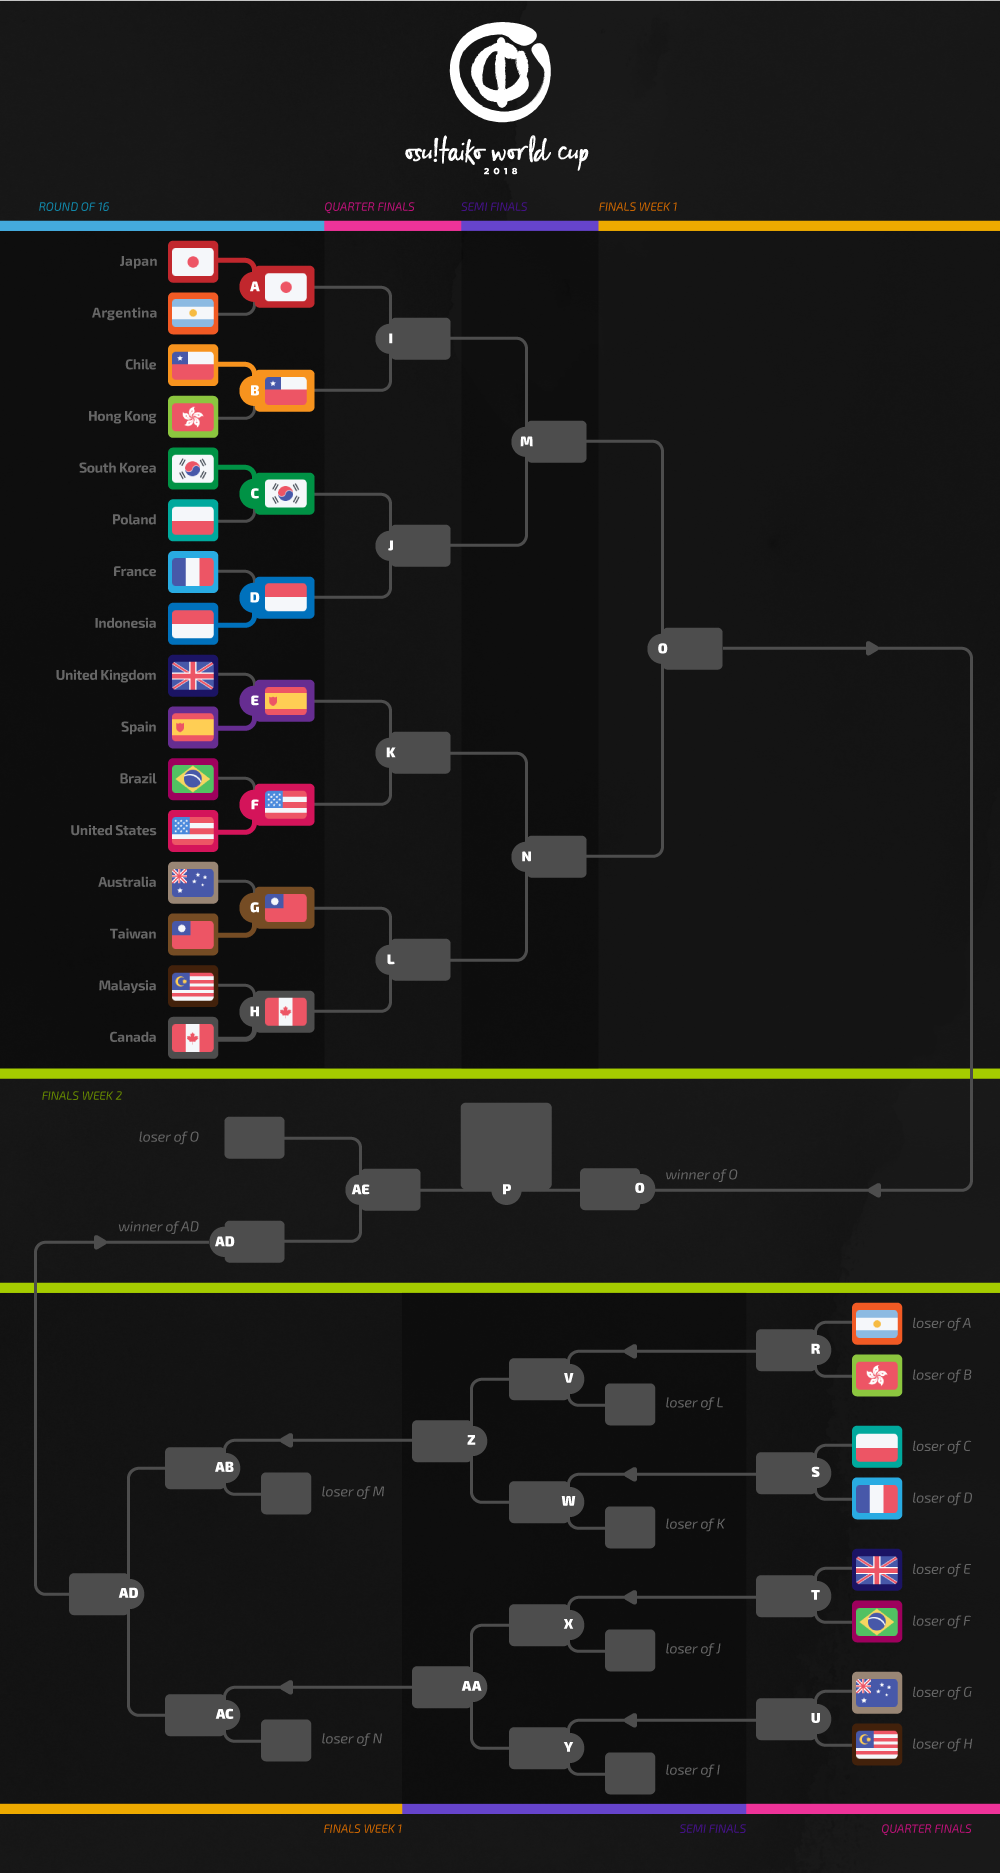 osu!taiko world cup
2018
ROUND OF 16
QUARTER FINALS
SEMI FINALS
FINALS WEEK 1
Japan
A
Argentina
I
Chile
B
Hong Kong
M
South Korea
C
Poland
J
France
D
Indonesia
O
United Kingdom
E
Spain
K
Brazil
F
United States
N
Australia
G
Taiwan
L
Malaysia
H
Canada
FINALS WEEK 2
loser of O
AE
P
O
winner of O
winner of AD
AD
R
loser of A
loser of B
V
loser of L
Z
S
loser of C
loser of D
W
loser of K
AB
loser of M
AD
T
loser of E
loser of F
X
loser of J
AA
U
loser of G
loser of H
Y
loser of I
AC
loser of N
FINALS WEEK 1
SEMI FINALS
QUARTER FINALS